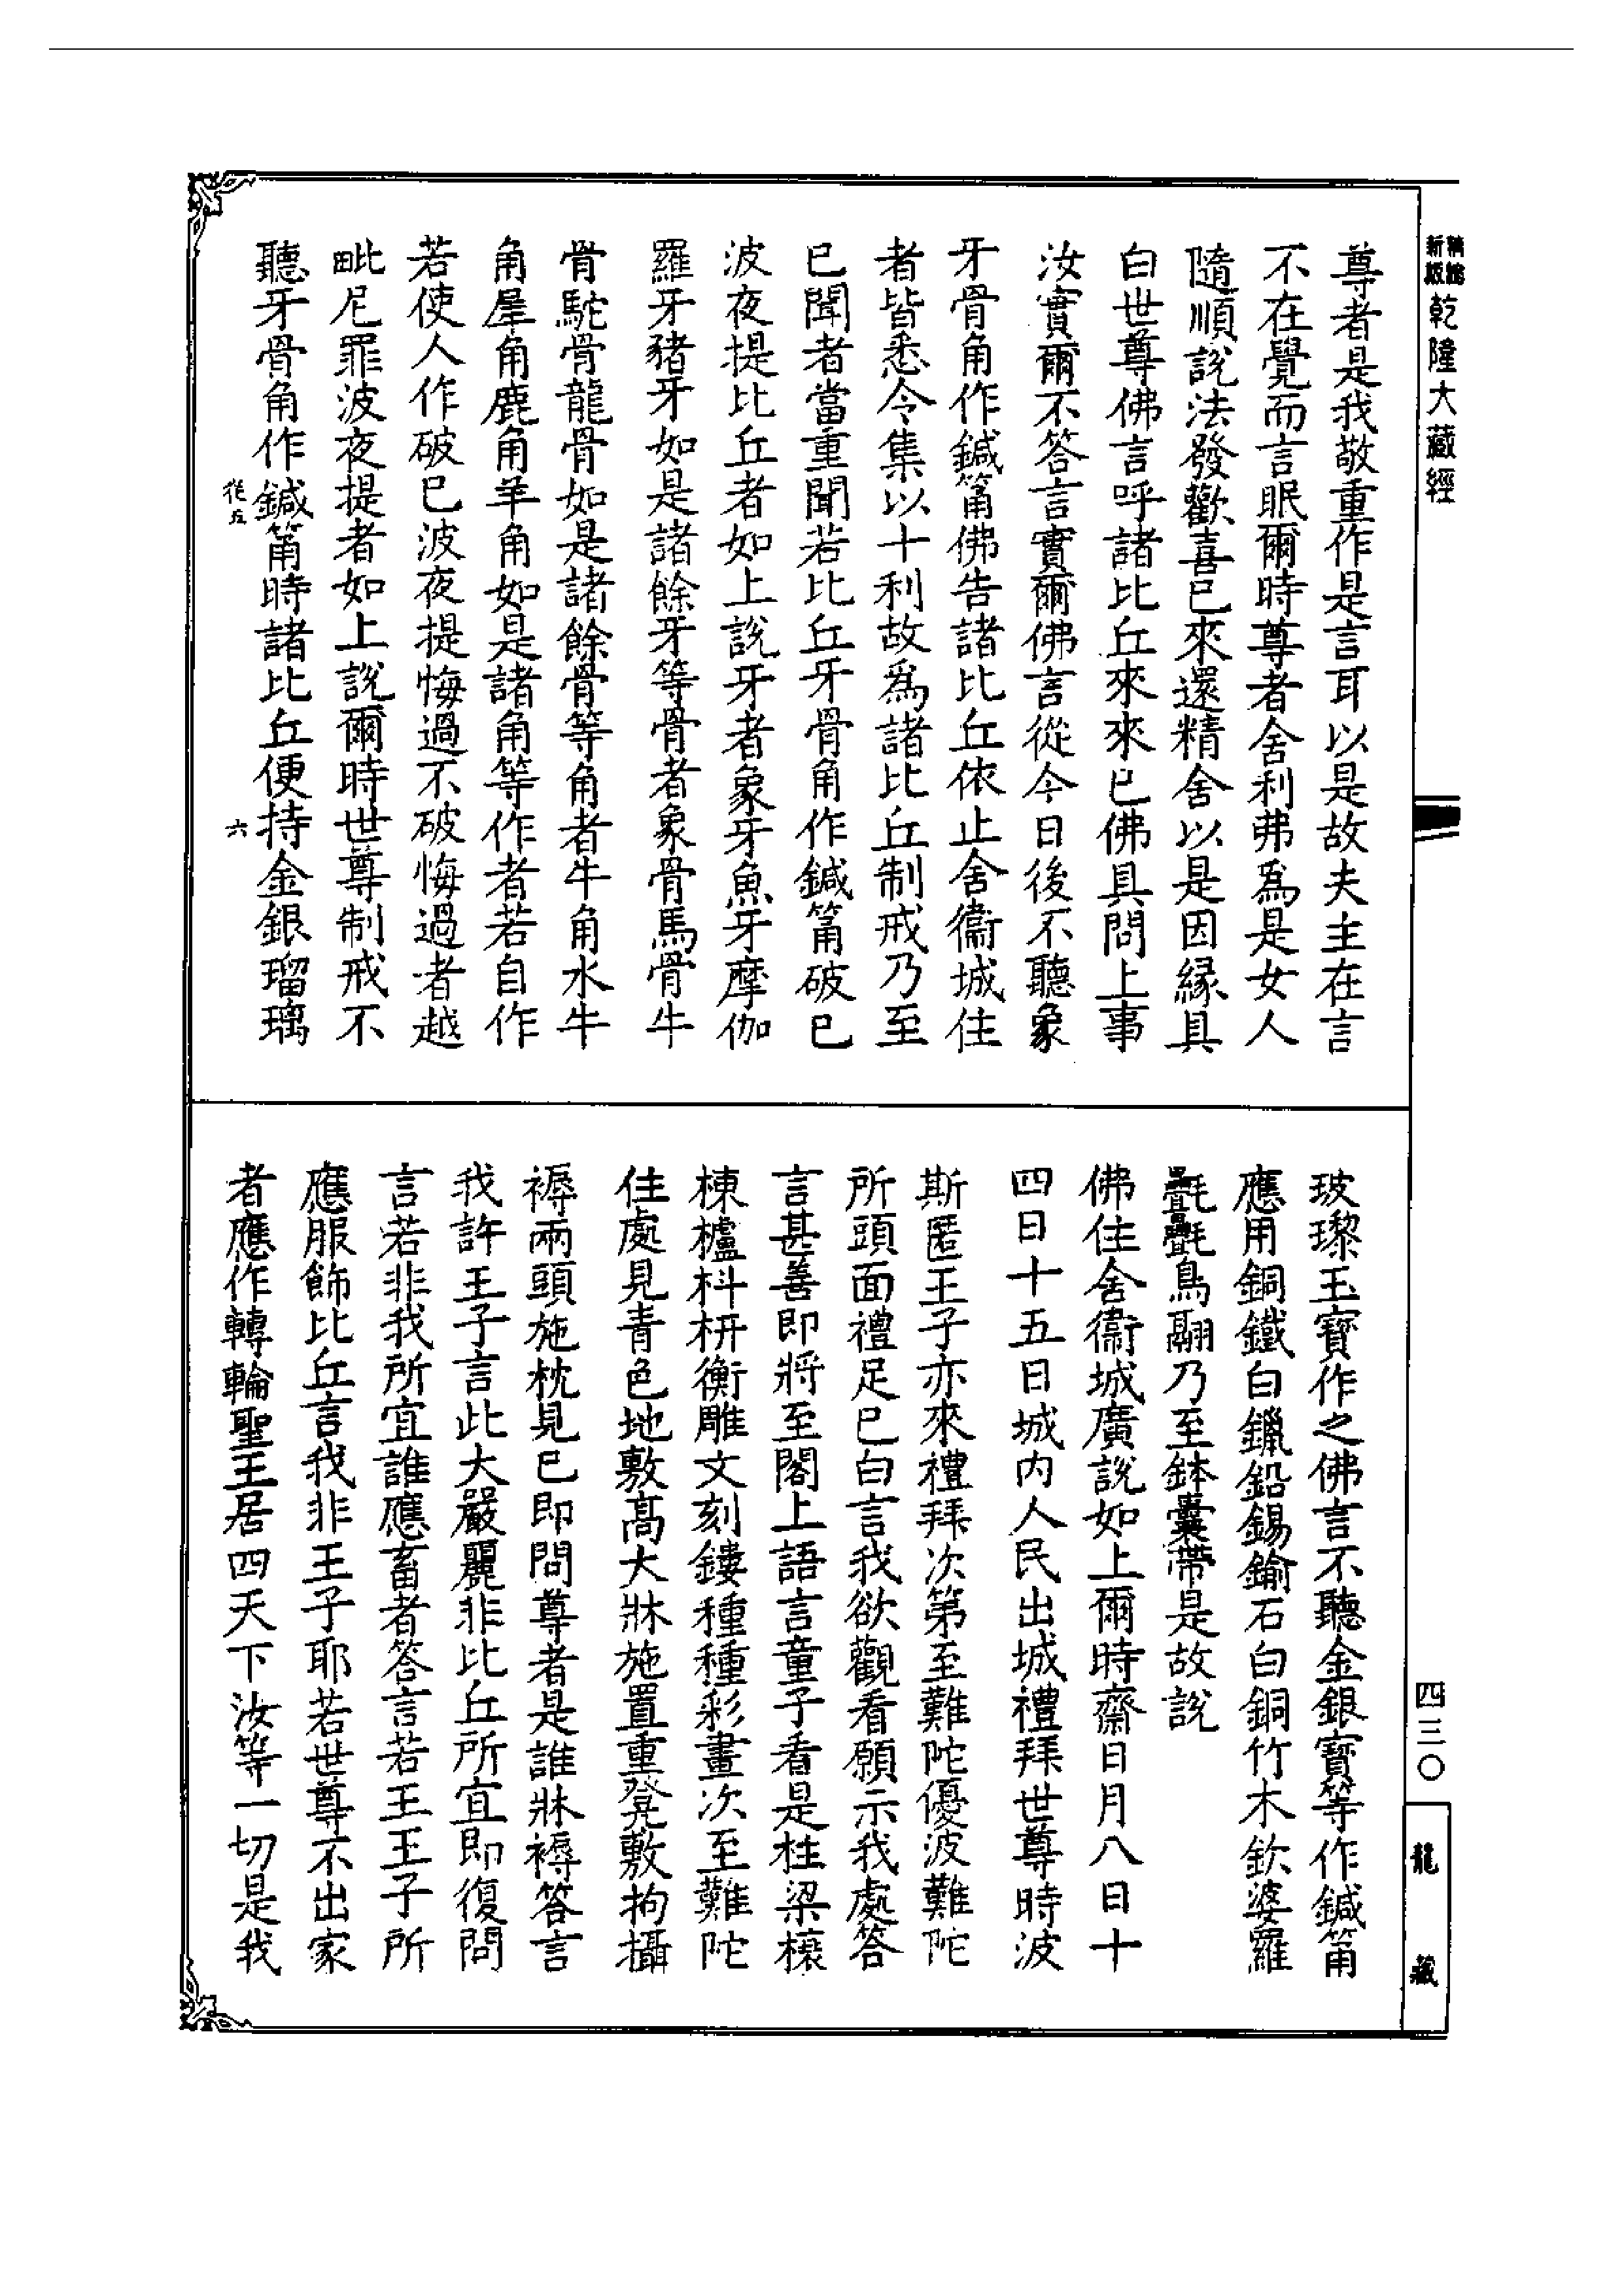 新編
縮版
乾隆大藏經
尊者是我敬重作是言耳以是故夫主在言
不在覺而言眠爾時尊者舍利弗爲是女人
隨順說法發歡喜已來還精舍以是因緣具
白世尊佛言呼諸比丘來來已佛具問上事
汝實爾不答言實爾佛言從今日後不聽象
牙骨角作鍼筩佛告諸比丘依止舍衞城住
者皆悉令集以十利故爲諸比丘制戒乃至
已聞者當重聞若比丘牙骨角作鍼筩破已
波夜提比丘者如上說牙者象牙魚牙摩伽
羅牙豬牙如是諸餘牙等骨者象骨馬骨牛
骨駝骨龍骨如是諸餘骨等角者牛角水牛
角犀角鹿角羊角如是諸角等作者若自作
若使人作破已波夜提悔過不破悔過者越
毗尼罪波夜提者如上說爾時世尊制戒不
聽牙骨角作鍼筩時諸比丘便持金銀瑠璃
從五
六
玻瓈玉寶作之佛言不聽金銀寶等作鍼筩
應用銅鐵白鑞鉛錫鍮石白銅竹木欽婆羅
氎毾鳥翮乃至鉢囊帶是故說
佛住舍衞城廣說如上爾時齋日月八日十
四日十五日城內人民出城禮拜世尊時波
斯匿王子亦來禮拜次第至難陀優波難陀
所頭面禮足已白言我欲觀看願示我處答
言甚善即將至閣上語言童子看是柱梁榱
棟櫨枓枅衡雕文刻鏤種種彩畫次至難陀
住處見青色地敷高大牀施置重凳敷拘攝
褥兩頭施枕見已即問尊者是誰牀褥答言
我許王子言此大嚴麗非比丘所宜即復問
言若非我所宜誰應畜者答言若王王子所
應服飾比丘言我非王子耶若世尊不出家
者應作轉輪聖王居四天下汝等一切是我
四三〇
龍藏